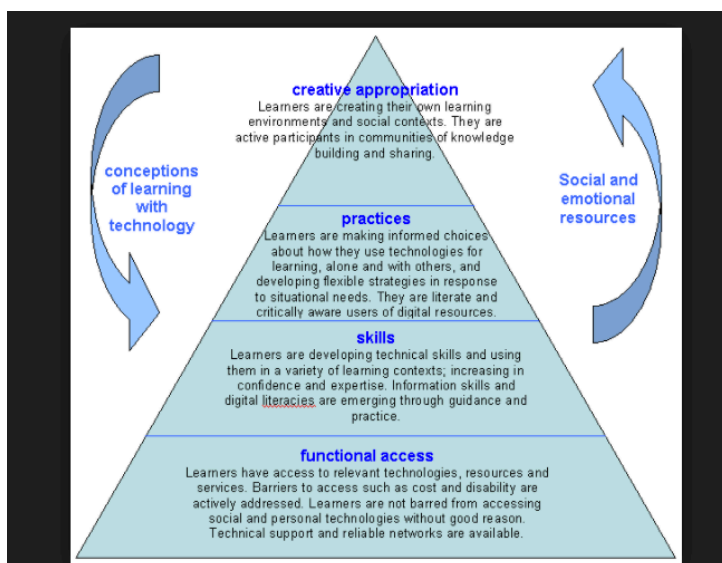 creative appropriation
Learners are creating their own learning
environments and social contexts. They are
active participants in communities of knowledge
building and sharing.
conceptions
of learning
with
technology
Social and
emotional
resources
practices
Learners are making informed choices
about how they use technologies for
learning, alone and with others, and
developing flexible strategies in response
to situational needs. They are literate and
critically aware users of digital resources.
skills
Learners are developing technical skills and using
them in a variety of learning contexts; increasing in
confidence and expertise. Information skills and
digital literacies are emerging through guidance and
practice.
functional access
Learners have access to relevant technologies, resources and
services. Barriers to access such as cost and disability are
actively addressed. Learners are not barred from accessing
social and personal technologies without good reason.
Technical support and reliable networks are available.